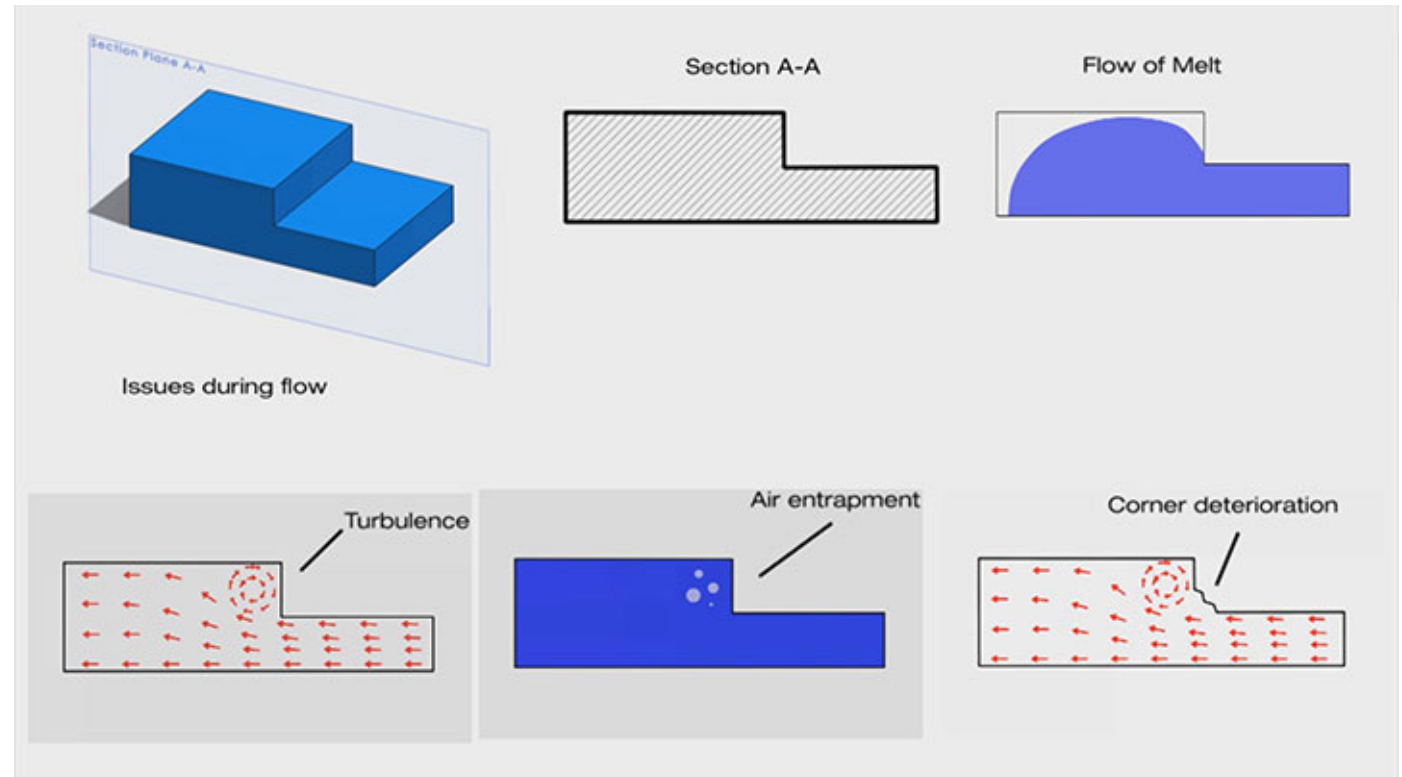 Section Plane A-A
Section A-A
Flow of Melt
Issues during flow
Turbulence
Air entrapment
Corner deterioration